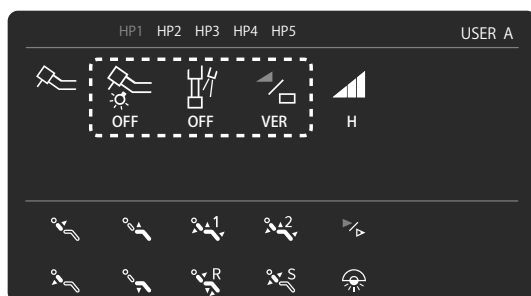 HP1 HP2 HP3 HP4 HP5 USER A
OFF OFF VER H
1 2
R S